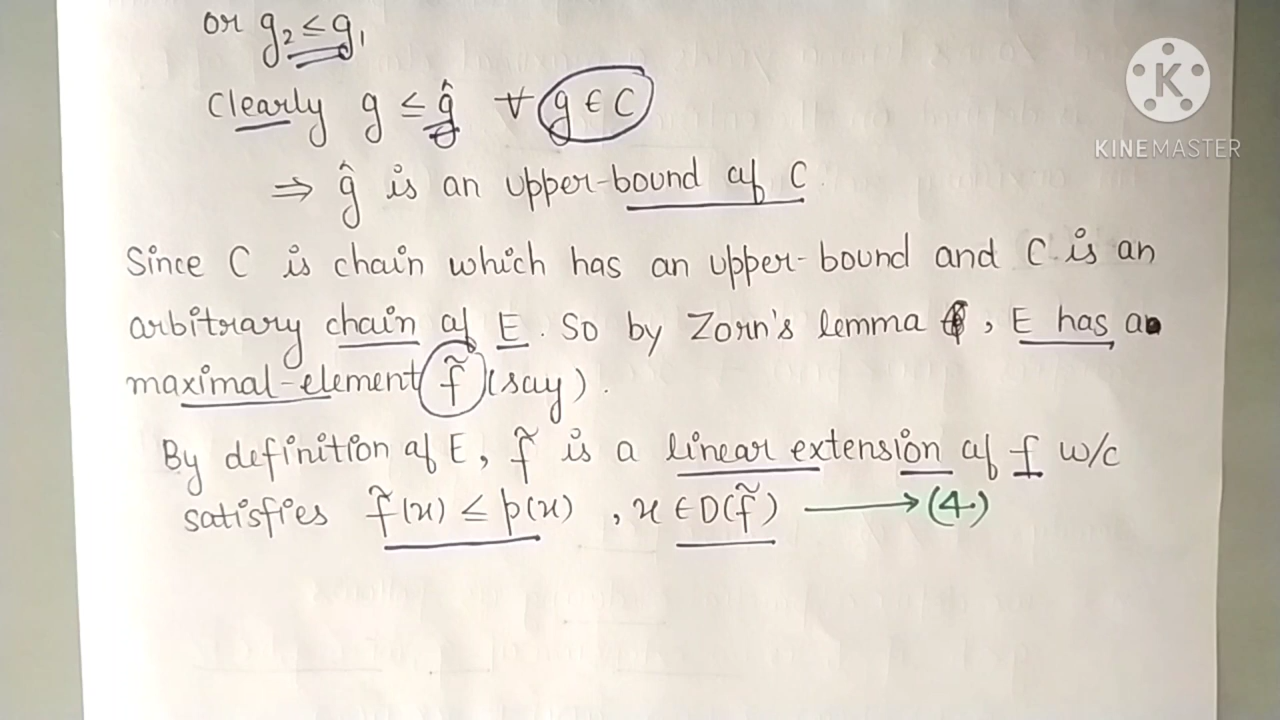 or g₂ ≤ g₁
Clearly g ≤ ĝ ∀ g ∈ C
⇒ ĝ is an upper-bound of C.
Since C is chain which has an upper-bound and C is an
arbitrary chain of E. So by Zorn's lemma , E has a
maximal-element f̃ (say).
By definition of E, f̃ is a linear extension of f w/c
satisfies f̃(x) ≤ p(x) , x ∈ D(f̃) ⟶ (4)
K
KINEMASTER